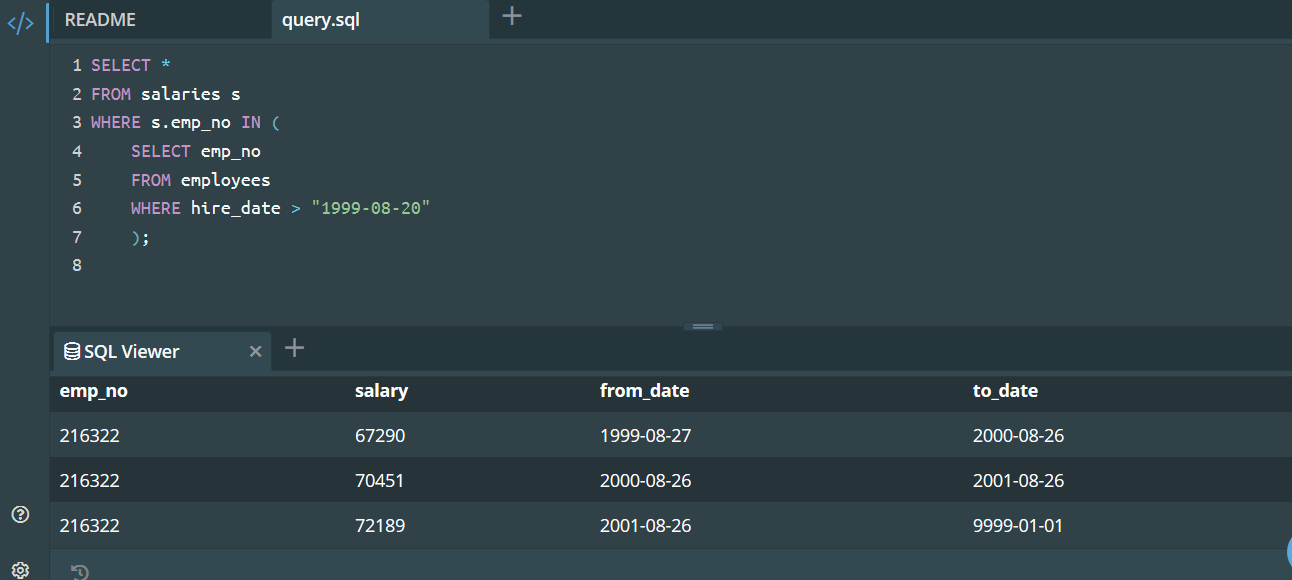 README
query.sql
1 SELECT *
2 FROM salaries s
3 WHERE s.emp_no IN (
4 SELECT emp_no
5 FROM employees
6 WHERE hire_date > "1999-08-20"
7 );
8
SQL Viewer
emp_no salary from_date to_date
216322 67290 1999-08-27 2000-08-26
216322 70451 2000-08-26 2001-08-26
216322 72189 2001-08-26 9999-01-01